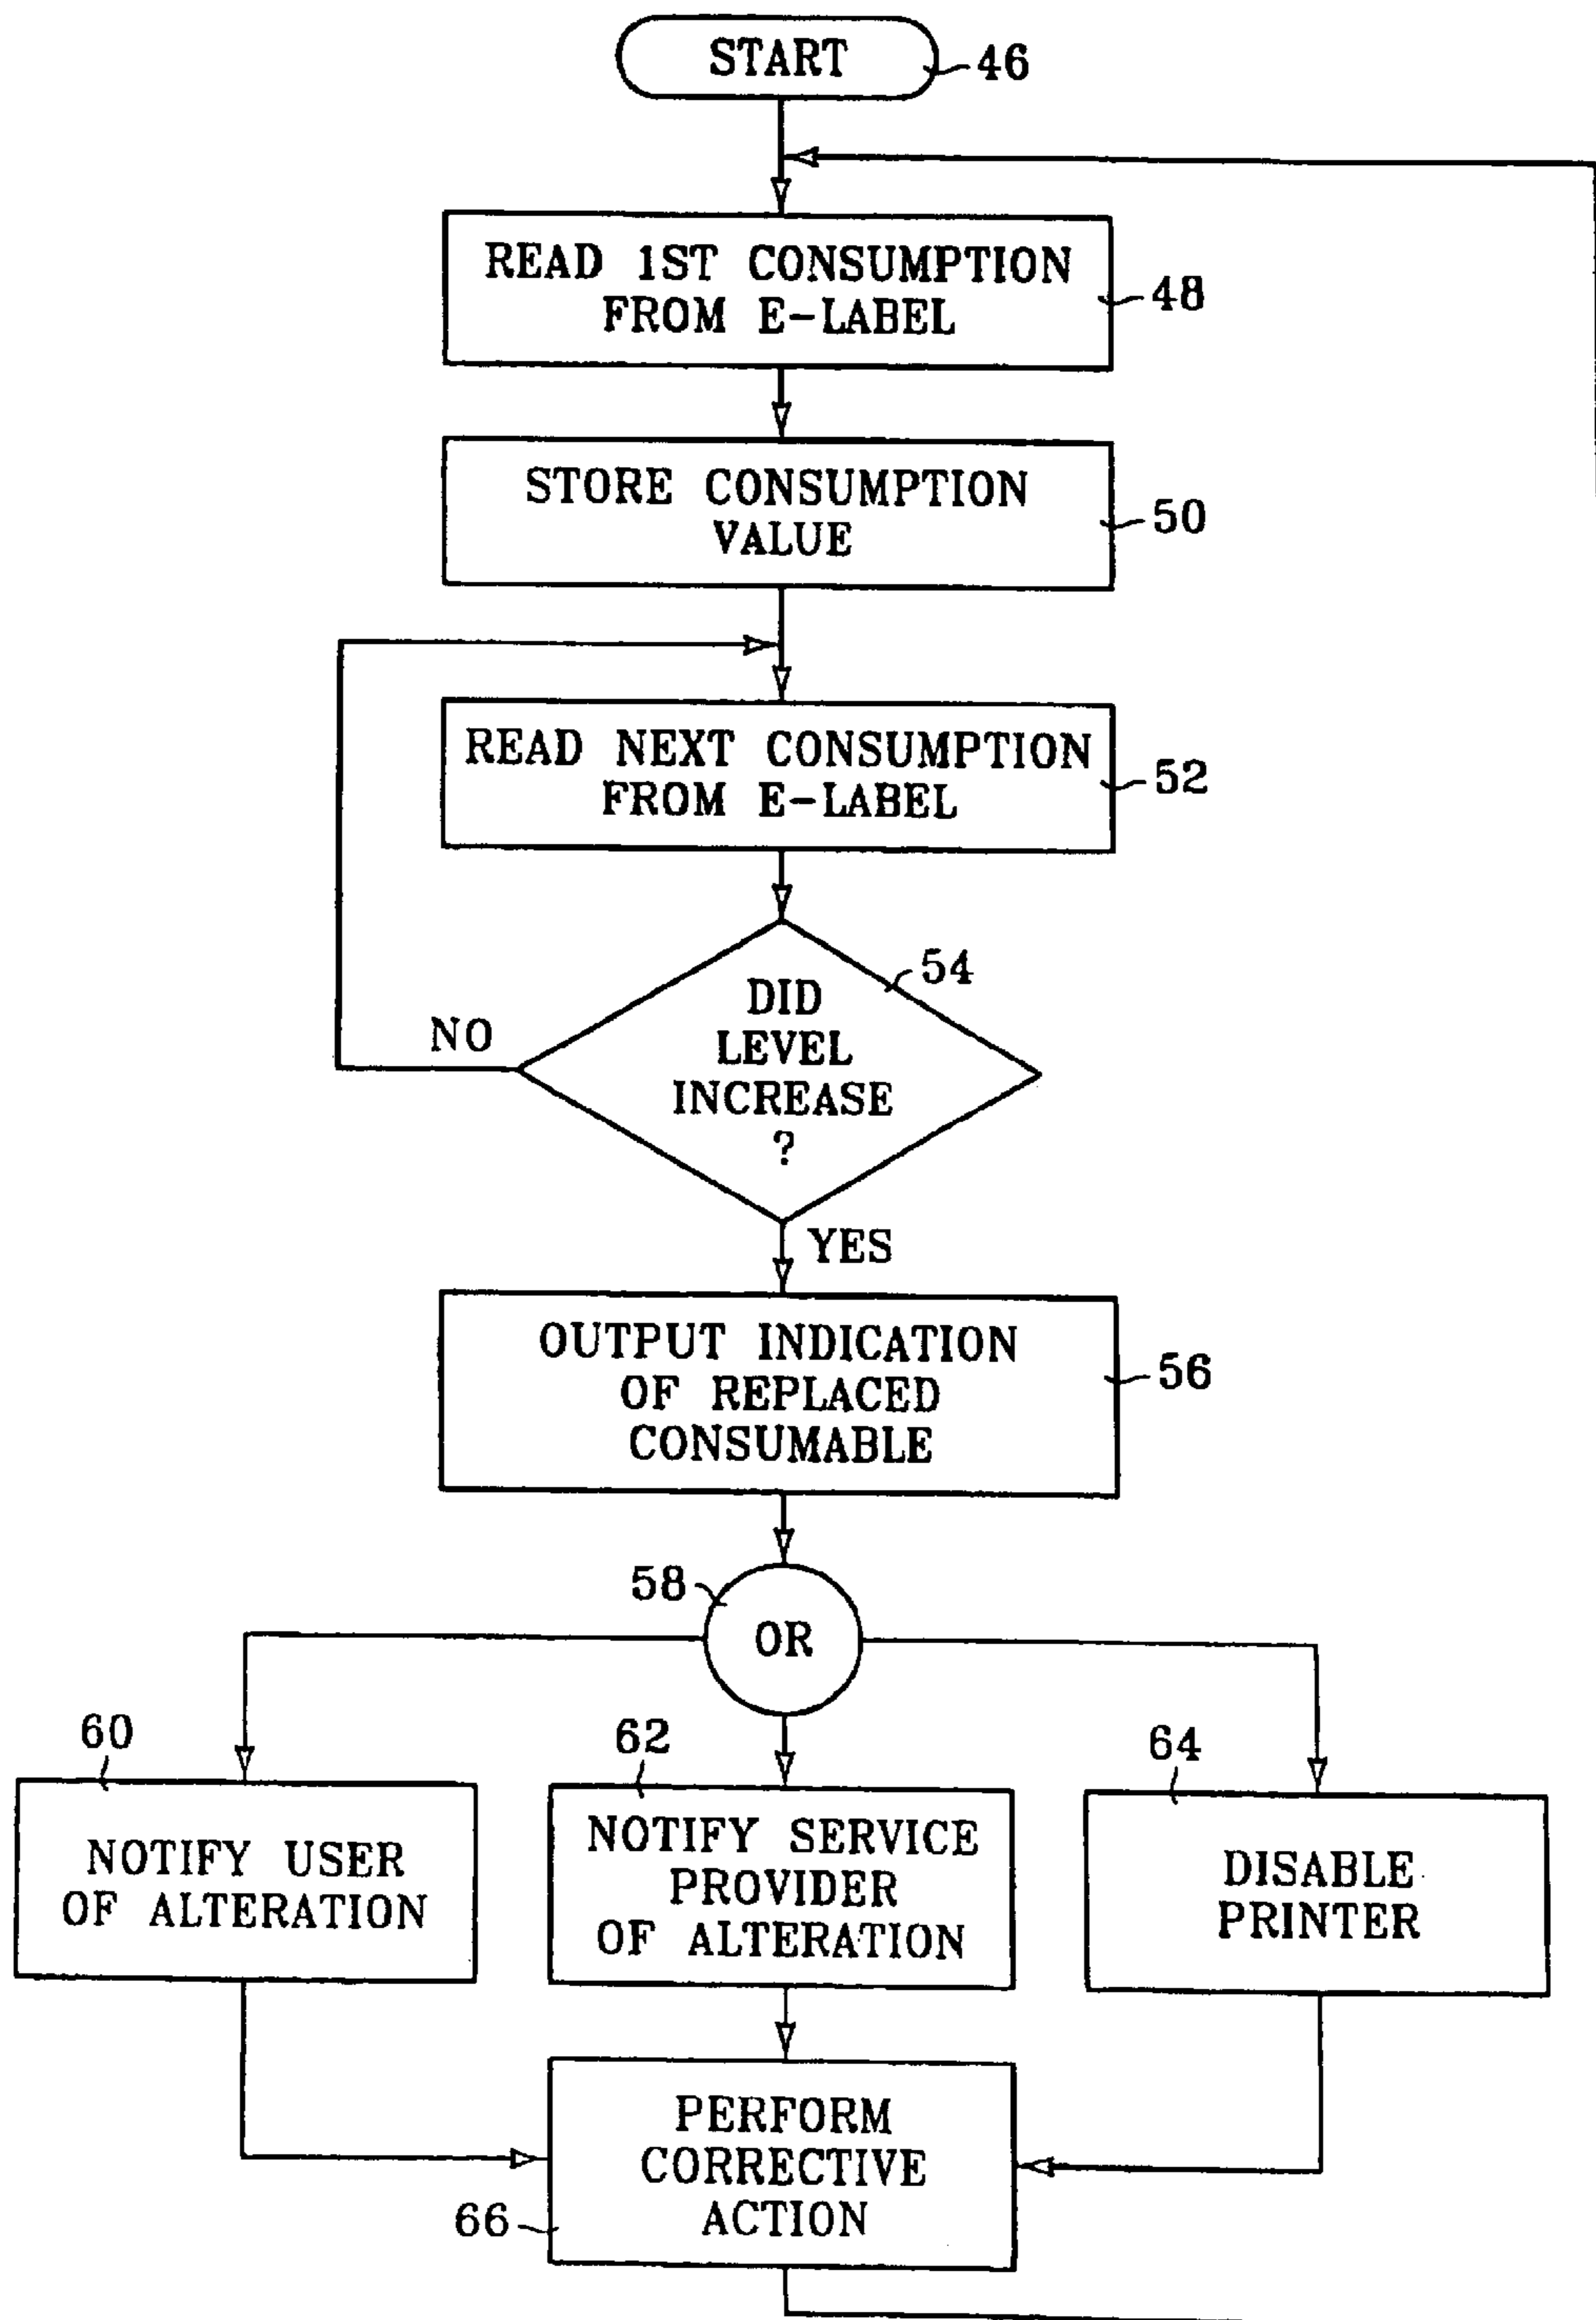 START
46
READ 1ST CONSUMPTION
FROM E-LABEL
48
STORE CONSUMPTION
VALUE
50
READ NEXT CONSUMPTION
FROM E-LABEL
52
54
DID
LEVEL
INCREASE
?
NO
YES
OUTPUT INDICATION
OF REPLACED
CONSUMABLE
56
58
OR
60
NOTIFY USER
OF ALTERATION
62
NOTIFY SERVICE
PROVIDER
OF ALTERATION
64
DISABLE
PRINTER
PERFORM
CORRECTIVE
ACTION
66